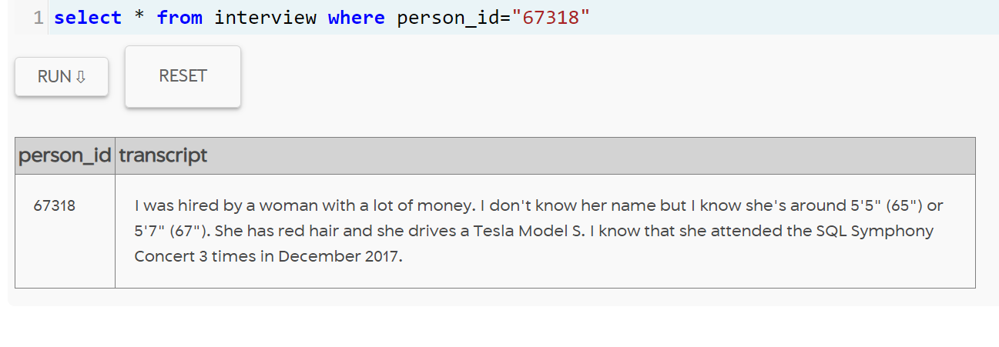 1 select * from interview where person_id="67318"
RUN ⇩ RESET
person_id transcript
67318 I was hired by a woman with a lot of money. I don't know her name but I know she's around 5'5" (65") or
5'7" (67"). She has red hair and she drives a Tesla Model S. I know that she attended the SQL Symphony
Concert 3 times in December 2017.